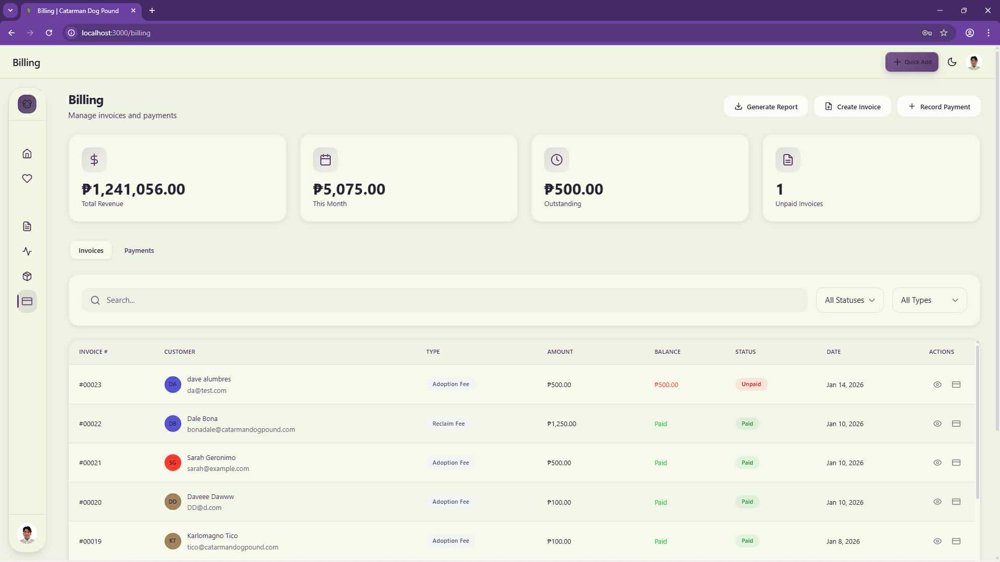 Billing | Catarman Dog Pound
localhost:3000/billing
Billing
Quick Add
Billing
Manage invoices and payments
Generate Report
Create Invoice
Record Payment
₱1,241,056.00
Total Revenue
₱5,075.00
This Month
₱500.00
Outstanding
1
Unpaid Invoices
Invoices
Payments
Search...
All Statuses
All Types
INVOICE # CUSTOMER TYPE AMOUNT BALANCE STATUS DATE ACTIONS
#00023 DA dave alumbres Adoption Fee ₱500.00 ₱500.00 Unpaid Jan 14, 2026
da@test.com
#00022 DB Dale Bona Reclaim Fee ₱1,250.00 Paid Paid Jan 10, 2026
bonadale@catarmandogpound.com
#00021 SG Sarah Geronimo Adoption Fee ₱500.00 Paid Paid Jan 10, 2026
sarah@example.com
#00020 DD Daveee Dawww Adoption Fee ₱100.00 Paid Paid Jan 10, 2026
DD@d.com
#00019 KT Karlomagno Tico Adoption Fee ₱100.00 Paid Paid Jan 8, 2026
tico@catarmandogpound.com